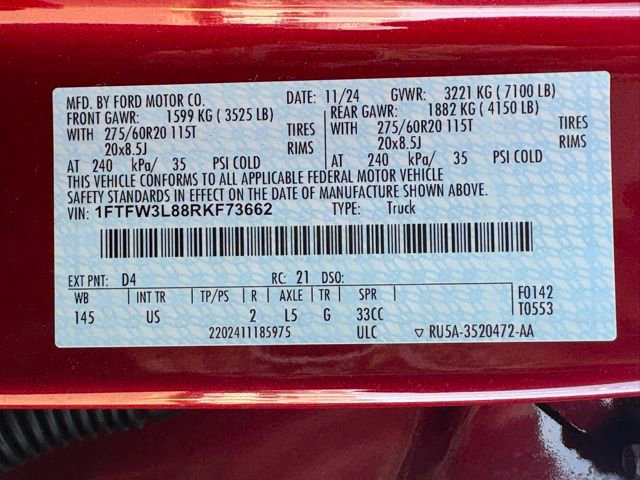 MFD. BY FORD MOTOR CO. DATE: 11/24 GVWR: 3221 KG ( 7100 LB)
FRONT GAWR: 1599 KG ( 3525 LB) REAR GAWR: 1882 KG ( 4150 LB)
WITH 275/60R20 115T TIRES WITH 275/60R20 115T TIRES
20x8.5J RIMS 20x8.5J RIMS
AT 240 kPa/ 35 PSI COLD AT 240 kPa/ 35 PSI COLD
THIS VEHICLE CONFORMS TO ALL APPLICABLE FEDERAL MOTOR VEHICLE
SAFETY STANDARDS IN EFFECT ON THE DATE OF MANUFACTURE SHOWN ABOVE.
VIN: 1FTFW3L88RKF73662 TYPE: Truck
EXT PNT: D4 RC: 21 DSO:
WB INT TR TP/PS R AXLE TR SPR F0142
145 US 2 L5 G 33CC T0553
2202411185975 ULC ▽ RU5A-3520472-AA